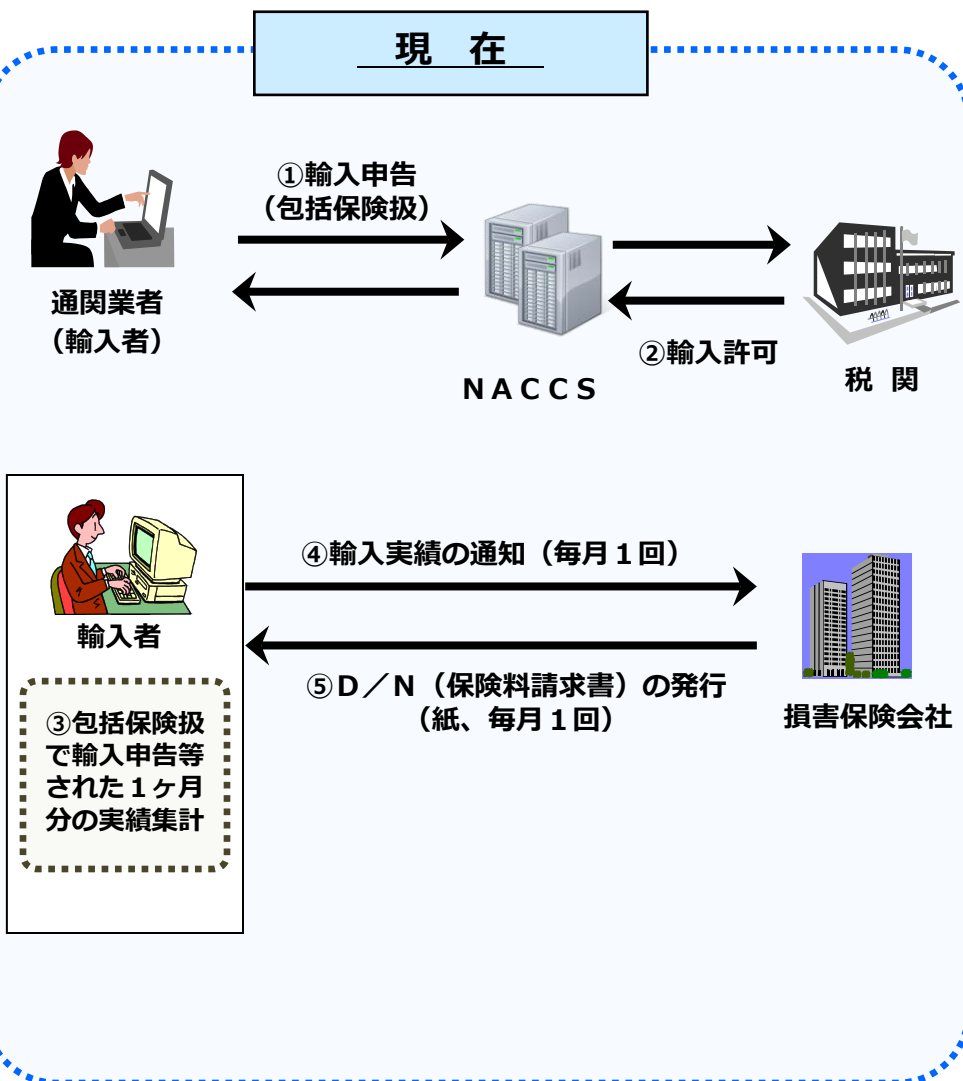 現 在
①輸入申告
（包括保険扱）
通関業者
（輸入者）
ＮＡＣＣＳ
②輸入許可
税 関
④輸入実績の通知（毎月１回）
輸入者
⑤Ｄ／Ｎ（保険料請求書）の発行
（紙、毎月１回）
損害保険会社
③包括保険扱
で輸入申告等
された１ヶ月
分の実績集計